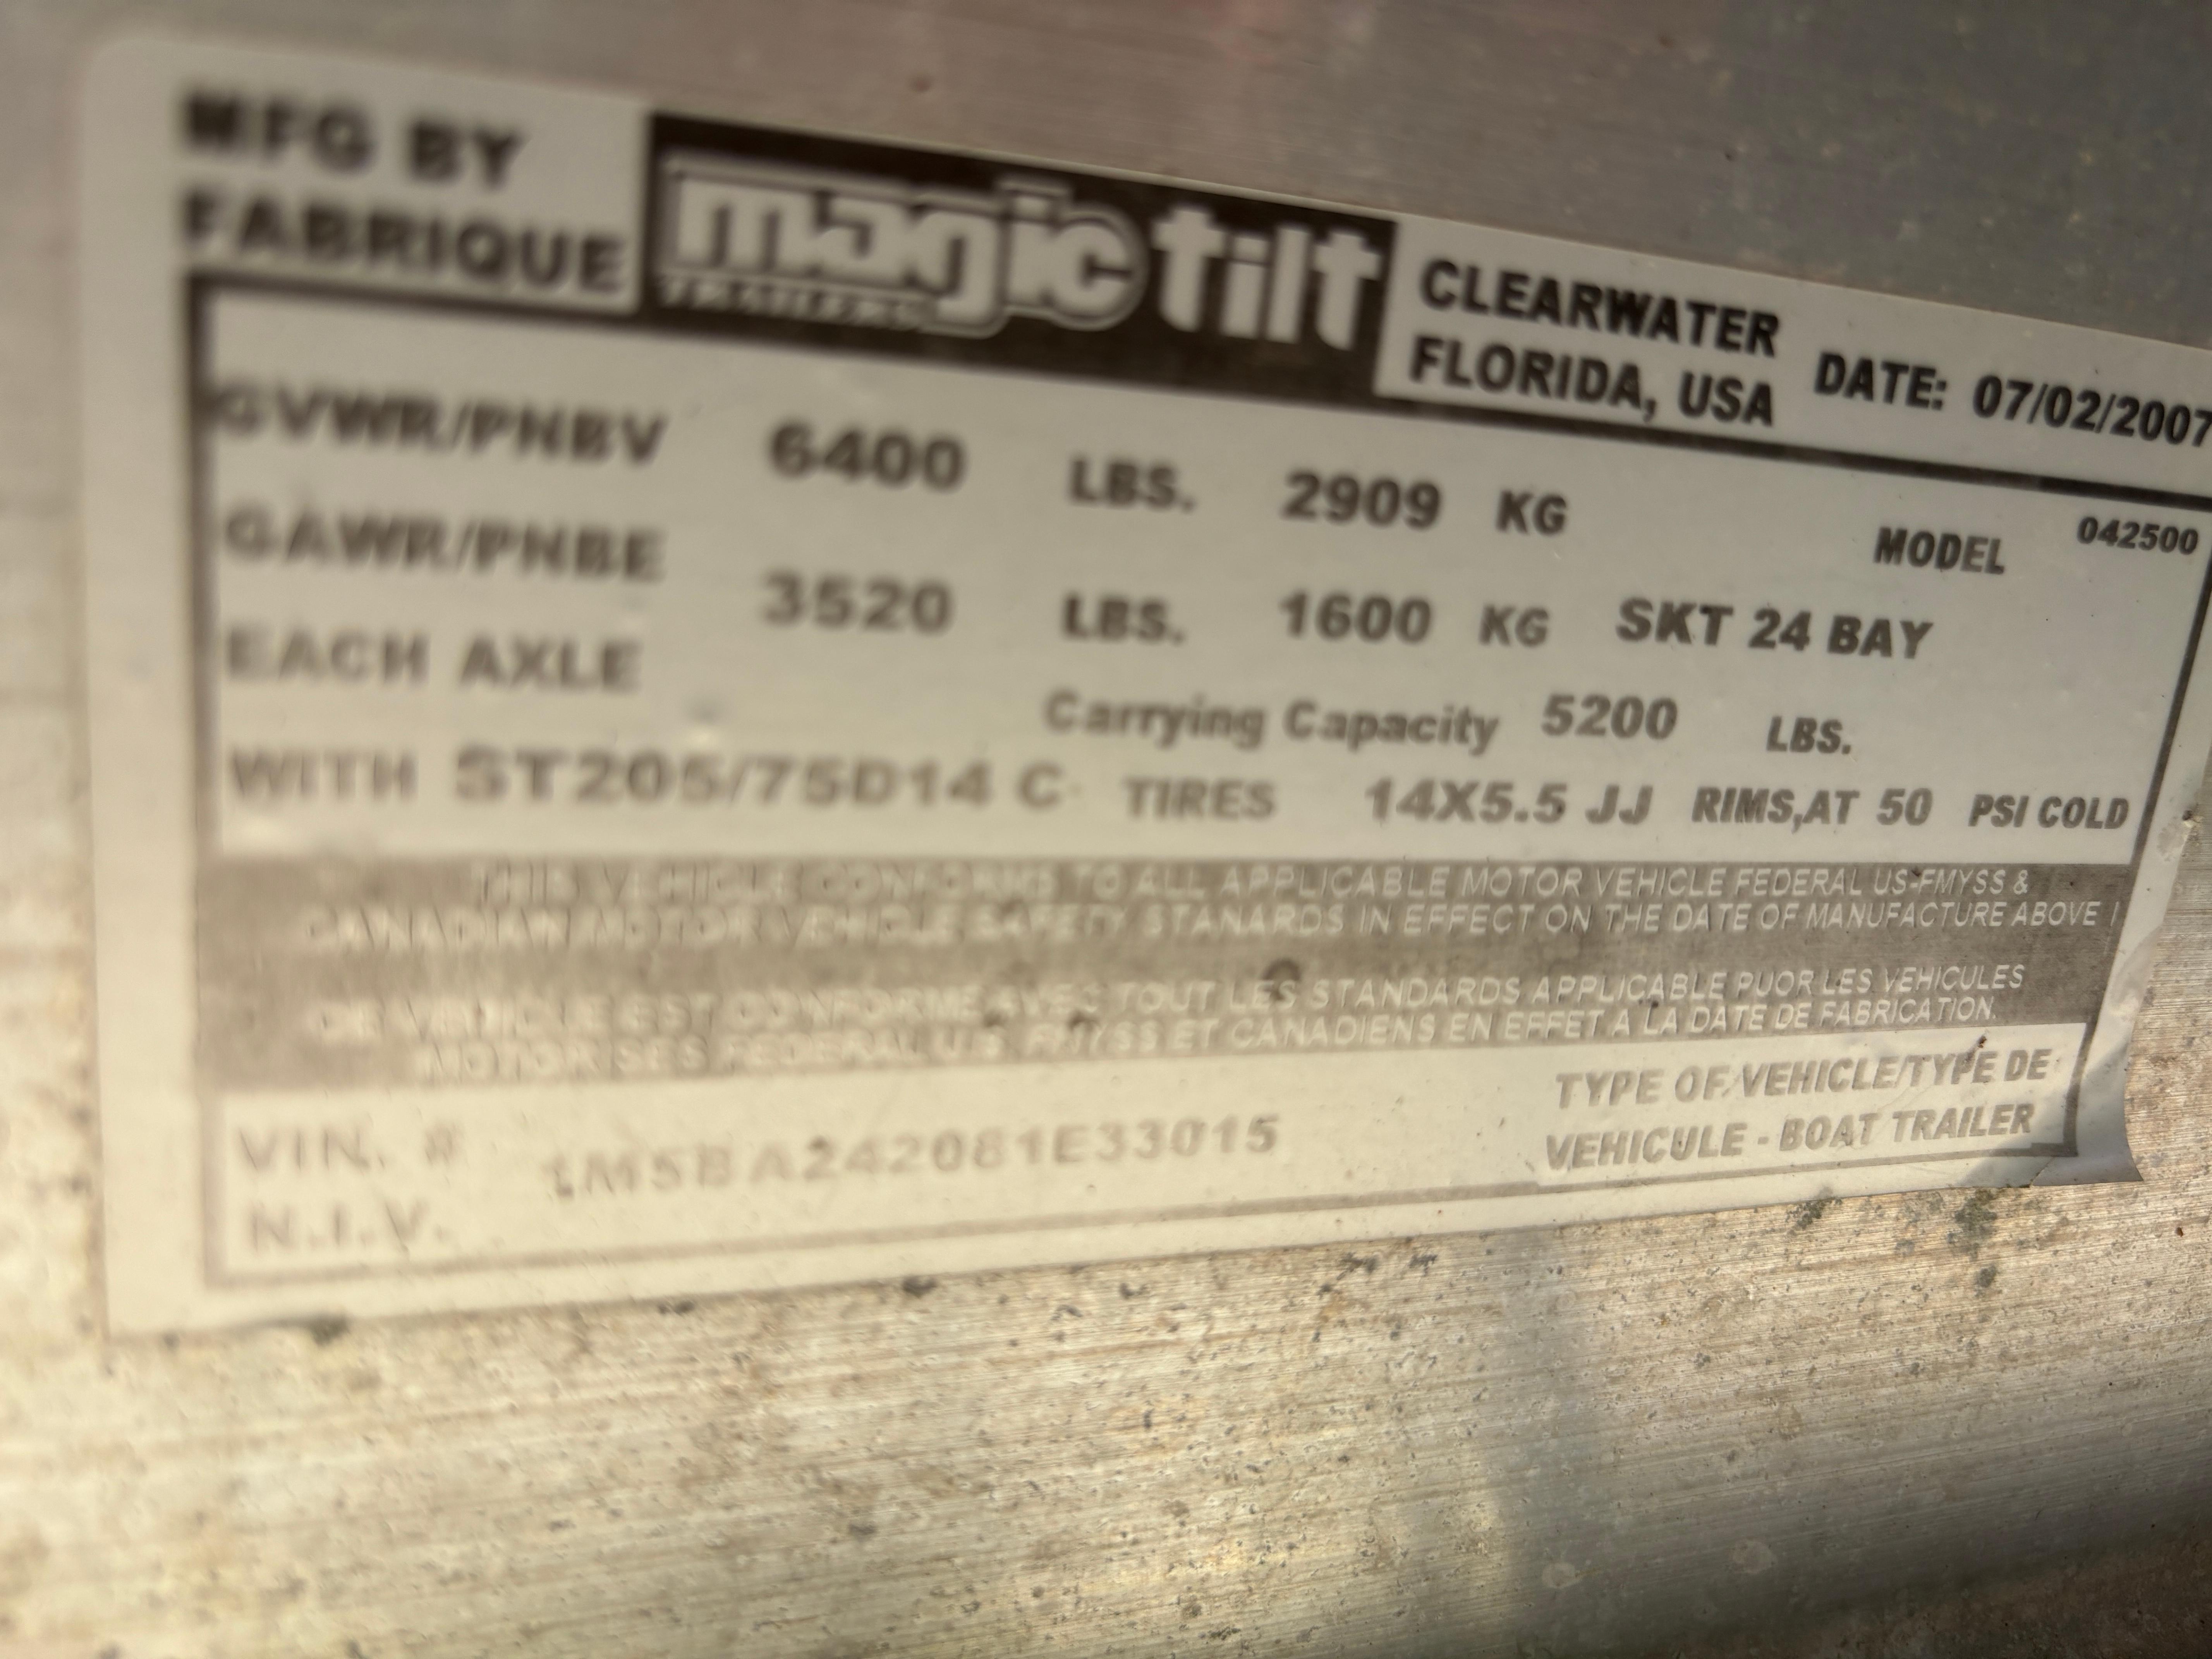 MFG BY
FABRIQUE
magic tilt
TRAILERS
CLEARWATER
FLORIDA, USA
DATE: 07/02/2007
GVWR/PNBV 6400 LBS. 2909 KG
MODEL 042500
GAWR/PNBE 3520 LBS. 1600 KG SKT 24 BAY
EACH AXLE
Carrying Capacity 5200 LBS.
WITH ST205/75D14 C TIRES 14X5.5 JJ RIMS,AT 50 PSI COLD
THIS VEHICLE CONFORMS TO ALL APPLICABLE MOTOR VEHICLE FEDERAL US-FMYSS &
CANADIAN MOTOR VEHICLE SAFETY STANARDS IN EFFECT ON THE DATE OF MANUFACTURE ABOVE !
CE VEHICULE EST CONFORME AVEC TOUT LES STANDARDS APPLICABLE PUOR LES VEHICULES
MOTOR SES FEDERAL U.S FMYSS ET CANADIENS EN EFFET A LA DATE DE FABRICATION.
VIN. # 1M5BA242081E33015
N.I.V.
TYPE OF VEHICLE/TYPE DE
VEHICULE - BOAT TRAILER